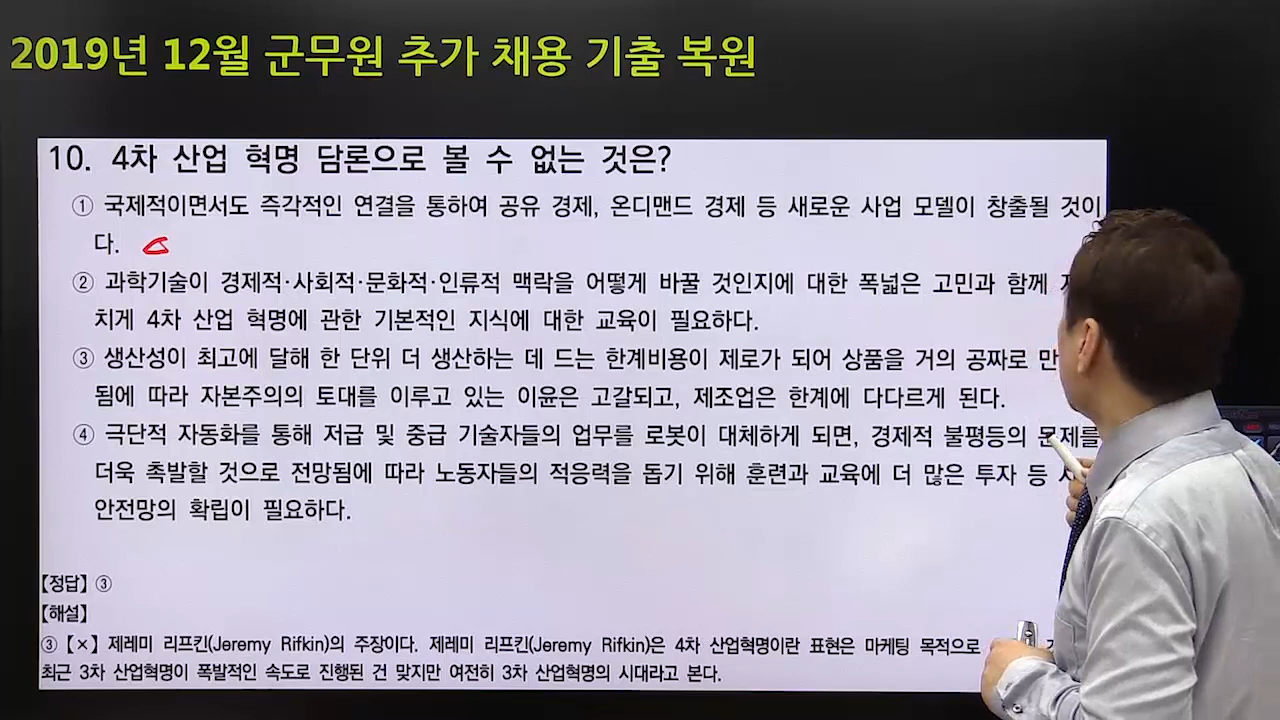 2019년 12월 군무원 추가 채용 기출 복원
10. 4차 산업 혁명 담론으로 볼 수 없는 것은?
① 국제적이면서도 즉각적인 연결을 통하여 공유 경제, 온디맨드 경제 등 새로운 사업 모델이 창출될 것이
다.
② 과학기술이 경제적·사회적·문화적·인류적 맥락을 어떻게 바꿀 것인지에 대한 폭넓은 고민과 함께
치게 4차 산업 혁명에 관한 기본적인 지식에 대한 교육이 필요하다.
③ 생산성이 최고에 달해 한 단위 더 생산하는 데 드는 한계비용이 제로가 되어 상품을 거의 공짜로 만
됨에 따라 자본주의의 토대를 이루고 있는 이윤은 고갈되고, 제조업은 한계에 다다르게 된다.
④ 극단적 자동화를 통해 저급 및 중급 기술자들의 업무를 로봇이 대체하게 되면, 경제적 불평등의 문제를
더욱 촉발할 것으로 전망됨에 따라 노동자들의 적응력을 돕기 위해 훈련과 교육에 더 많은 투자 등
안전망의 확립이 필요하다.
【정답】 ③
【해설】
③【×】 제레미 리프킨(Jeremy Rifkin)의 주장이다. 제레미 리프킨(Jeremy Rifkin)은 4차 산업혁명이란 표현은 마케팅 목적으로
최근 3차 산업혁명이 폭발적인 속도로 진행된 건 맞지만 여전히 3차 산업혁명의 시대라고 본다.